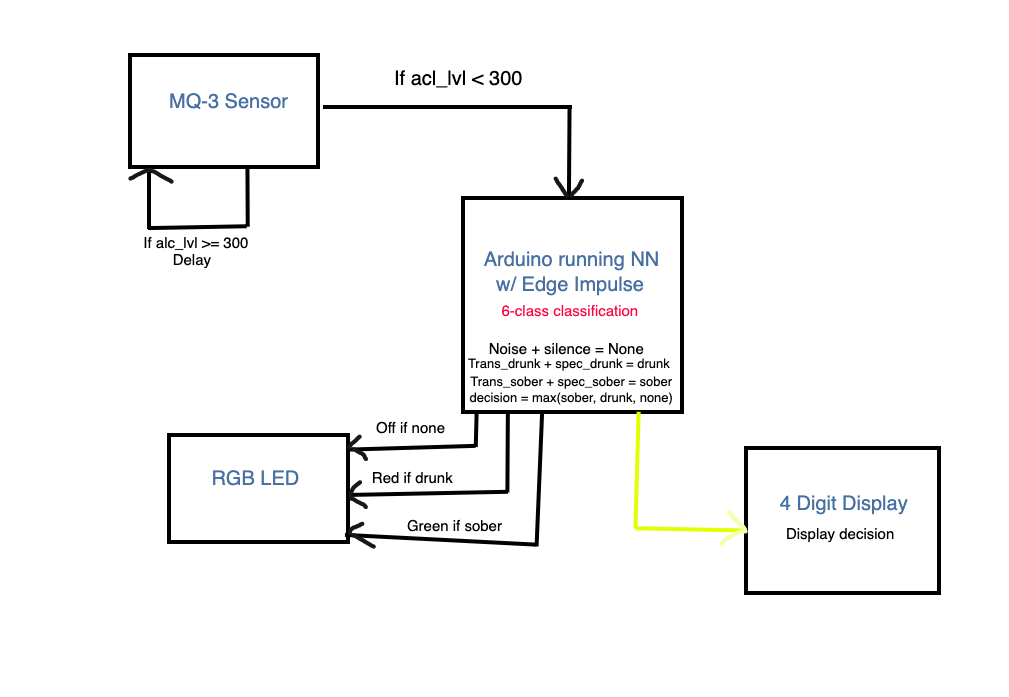 MQ-3 Sensor
If acl_lvl < 300
If alc_lvl >= 300
Delay
Arduino running NN
w/ Edge Impulse
6-class classification
Noise + silence = None
Trans_drunk + spec_drunk = drunk
Trans_sober + spec_sober = sober
decision = max(sober, drunk, none)
Off if none
Red if drunk
Green if sober
RGB LED
4 Digit Display
Display decision